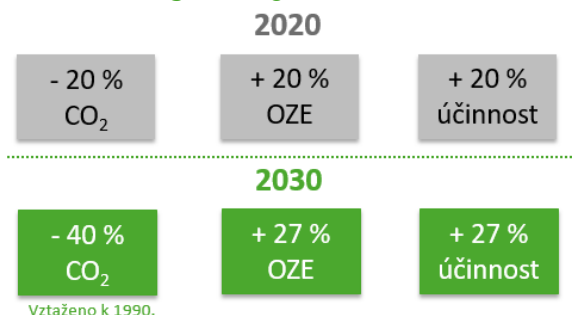 2020
- 20 %
CO₂
+ 20 %
OZE
+ 20 %
účinnost
2030
- 40 %
CO₂
+ 27 %
OZE
+ 27 %
účinnost
Vztaženo k 1990.